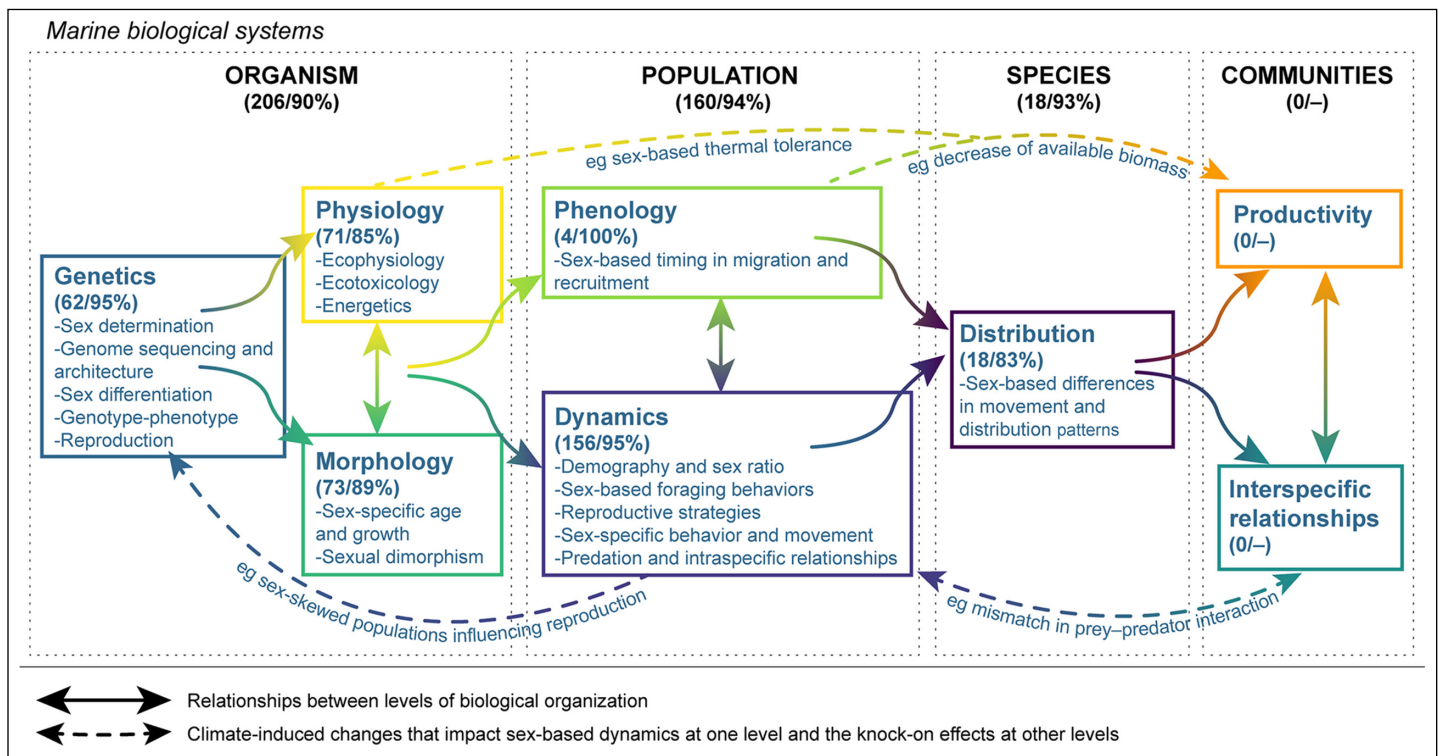 Marine biological systems
ORGANISM
(206/90%)
POPULATION
(160/94%)
SPECIES
(18/93%)
COMMUNITIES
(0/–)
eg sex-based thermal tolerance
eg decrease of available biomass
Genetics
(62/95%)
-Sex determination
-Genome sequencing and
architecture
-Sex differentiation
-Genotype-phenotype
-Reproduction
Physiology
(71/85%)
-Ecophysiology
-Ecotoxicology
-Energetics
Morphology
(73/89%)
-Sex-specific age
and growth
-Sexual dimorphism
Phenology
(4/100%)
-Sex-based timing in migration and
recruitment
Dynamics
(156/95%)
-Demography and sex ratio
-Sex-based foraging behaviors
-Reproductive strategies
-Sex-specific behavior and movement
-Predation and intraspecific relationships
Distribution
(18/83%)
-Sex-based differences
in movement and
distribution patterns
Productivity
(0/–)
Interspecific
relationships
(0/–)
eg sex-skewed populations influencing reproduction
eg mismatch in prey–predator interaction
Relationships between levels of biological organization
Climate-induced changes that impact sex-based dynamics at one level and the knock-on effects at other levels